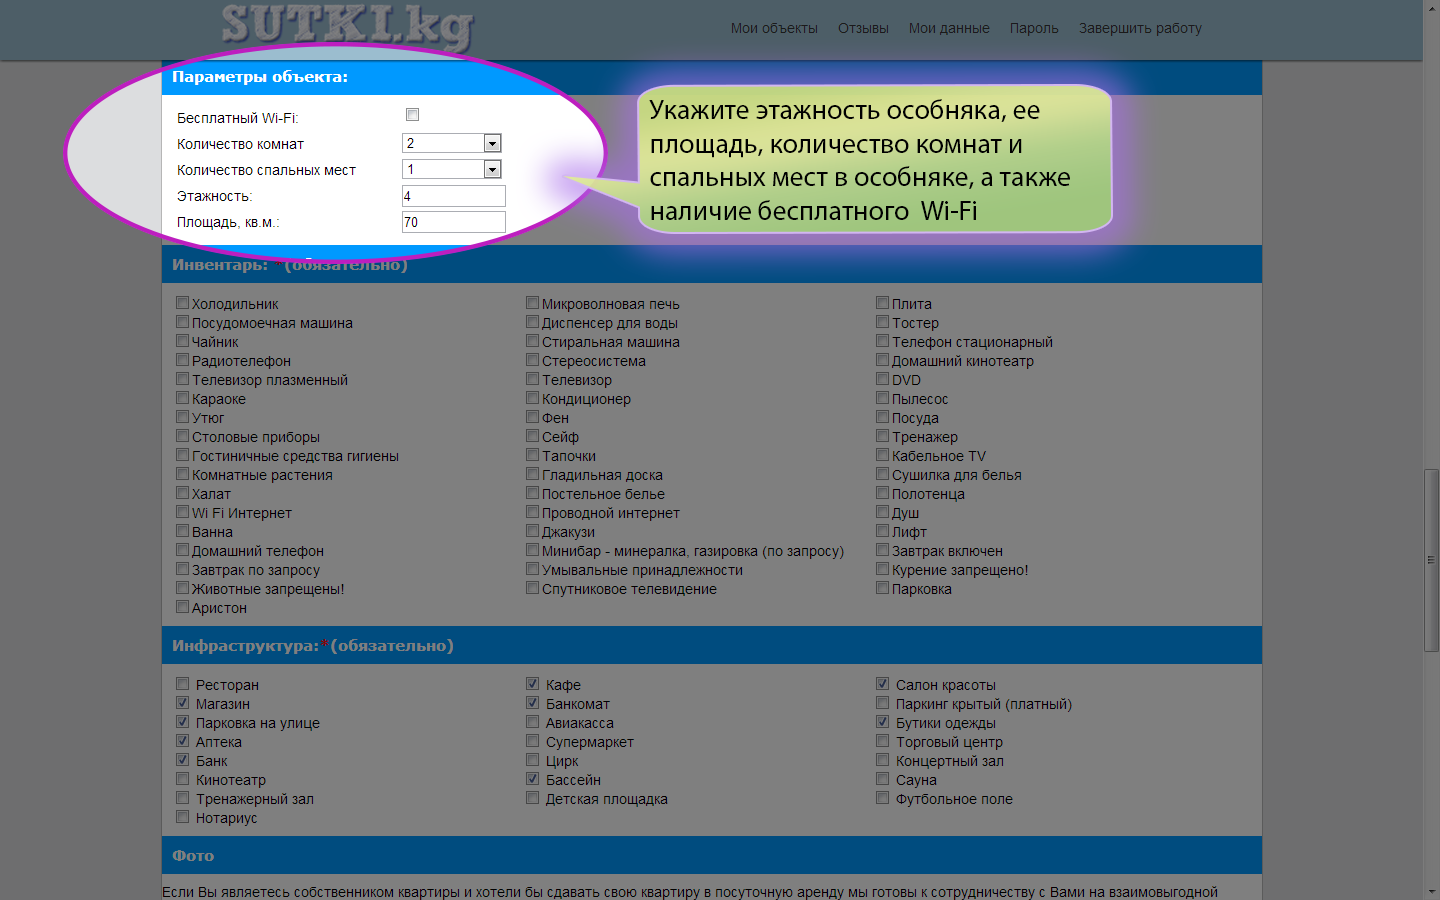 SUTKI.kg
Мои объекты Отзывы Мои данные Пароль Завершить работу
Параметры объекта:
Бесплатный Wi-Fi:
Количество комнат 2
Количество спальных мест 1
Этажность: 4
Площадь, кв.м.: 70
Укажите этажность особняка, ее
площадь, количество комнат и
спальных мест в особняке, а также
наличие бесплатного Wi-Fi
Инвентарь: *(обязательно)
Холодильник Микроволновая печь Плита
Посудомоечная машина Диспенсер для воды Тостер
Чайник Стиральная машина Телефон стационарный
Радиотелефон Стереосистема Домашний кинотеатр
Телевизор плазменный Телевизор DVD
Караоке Кондиционер Пылесос
Утюг Фен Посуда
Столовые приборы Сейф Тренажер
Гостиничные средства гигиены Тапочки Кабельное TV
Комнатные растения Гладильная доска Сушилка для белья
Халат Постельное белье Полотенца
Wi Fi Интернет Проводной интернет Душ
Ванна Джакузи Лифт
Домашний телефон Минибар - минералка, газировка (по запросу) Завтрак включен
Завтрак по запросу Умывальные принадлежности Курение запрещено!
Животные запрещены! Спутниковое телевидение Парковка
Аристон
Инфраструктура:*(обязательно)
Ресторан Кафе Салон красоты
Магазин Банкомат Паркинг крытый (платный)
Парковка на улице Авиакасса Бутики одежды
Аптека Супермаркет Торговый центр
Банк Цирк Концертный зал
Кинотеатр Бассейн Сауна
Тренажерный зал Детская площадка Футбольное поле
Нотариус
Фото
Если Вы являетесь собственником квартиры и хотели бы сдавать свою квартиру в посуточную аренду мы готовы к сотрудничеству с Вами на взаимовыгодной